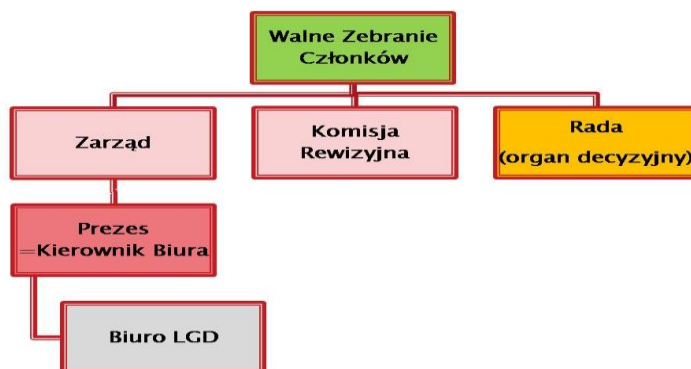 Walne Zebranie
Członków
Zarząd
Komisja
Rewizyjna
Rada
(organ decyzyjny)
Prezes
=Kierownik Biura
Biuro LGD